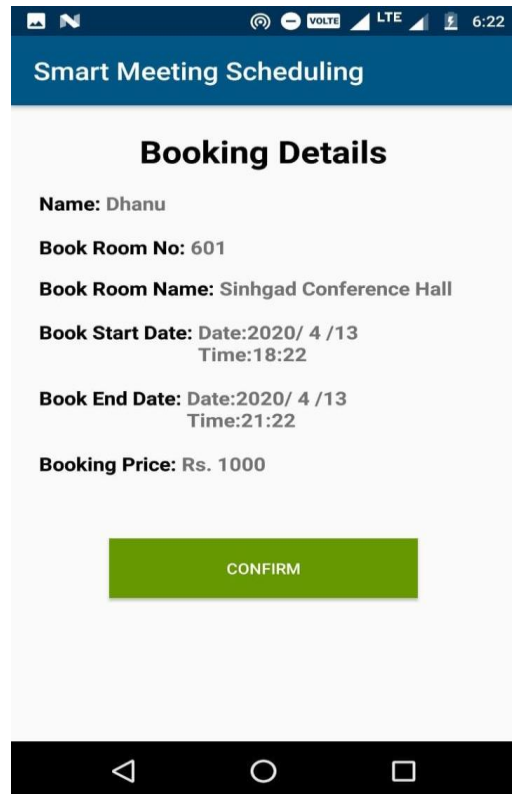 VOLTE LTE 6:22
Smart Meeting Scheduling
Booking Details
Name: Dhanu
Book Room No: 601
Book Room Name: Sinhgad Conference Hall
Book Start Date: Date:2020/ 4 /13
Time:18:22
Book End Date: Date:2020/ 4 /13
Time:21:22
Booking Price: Rs. 1000
CONFIRM